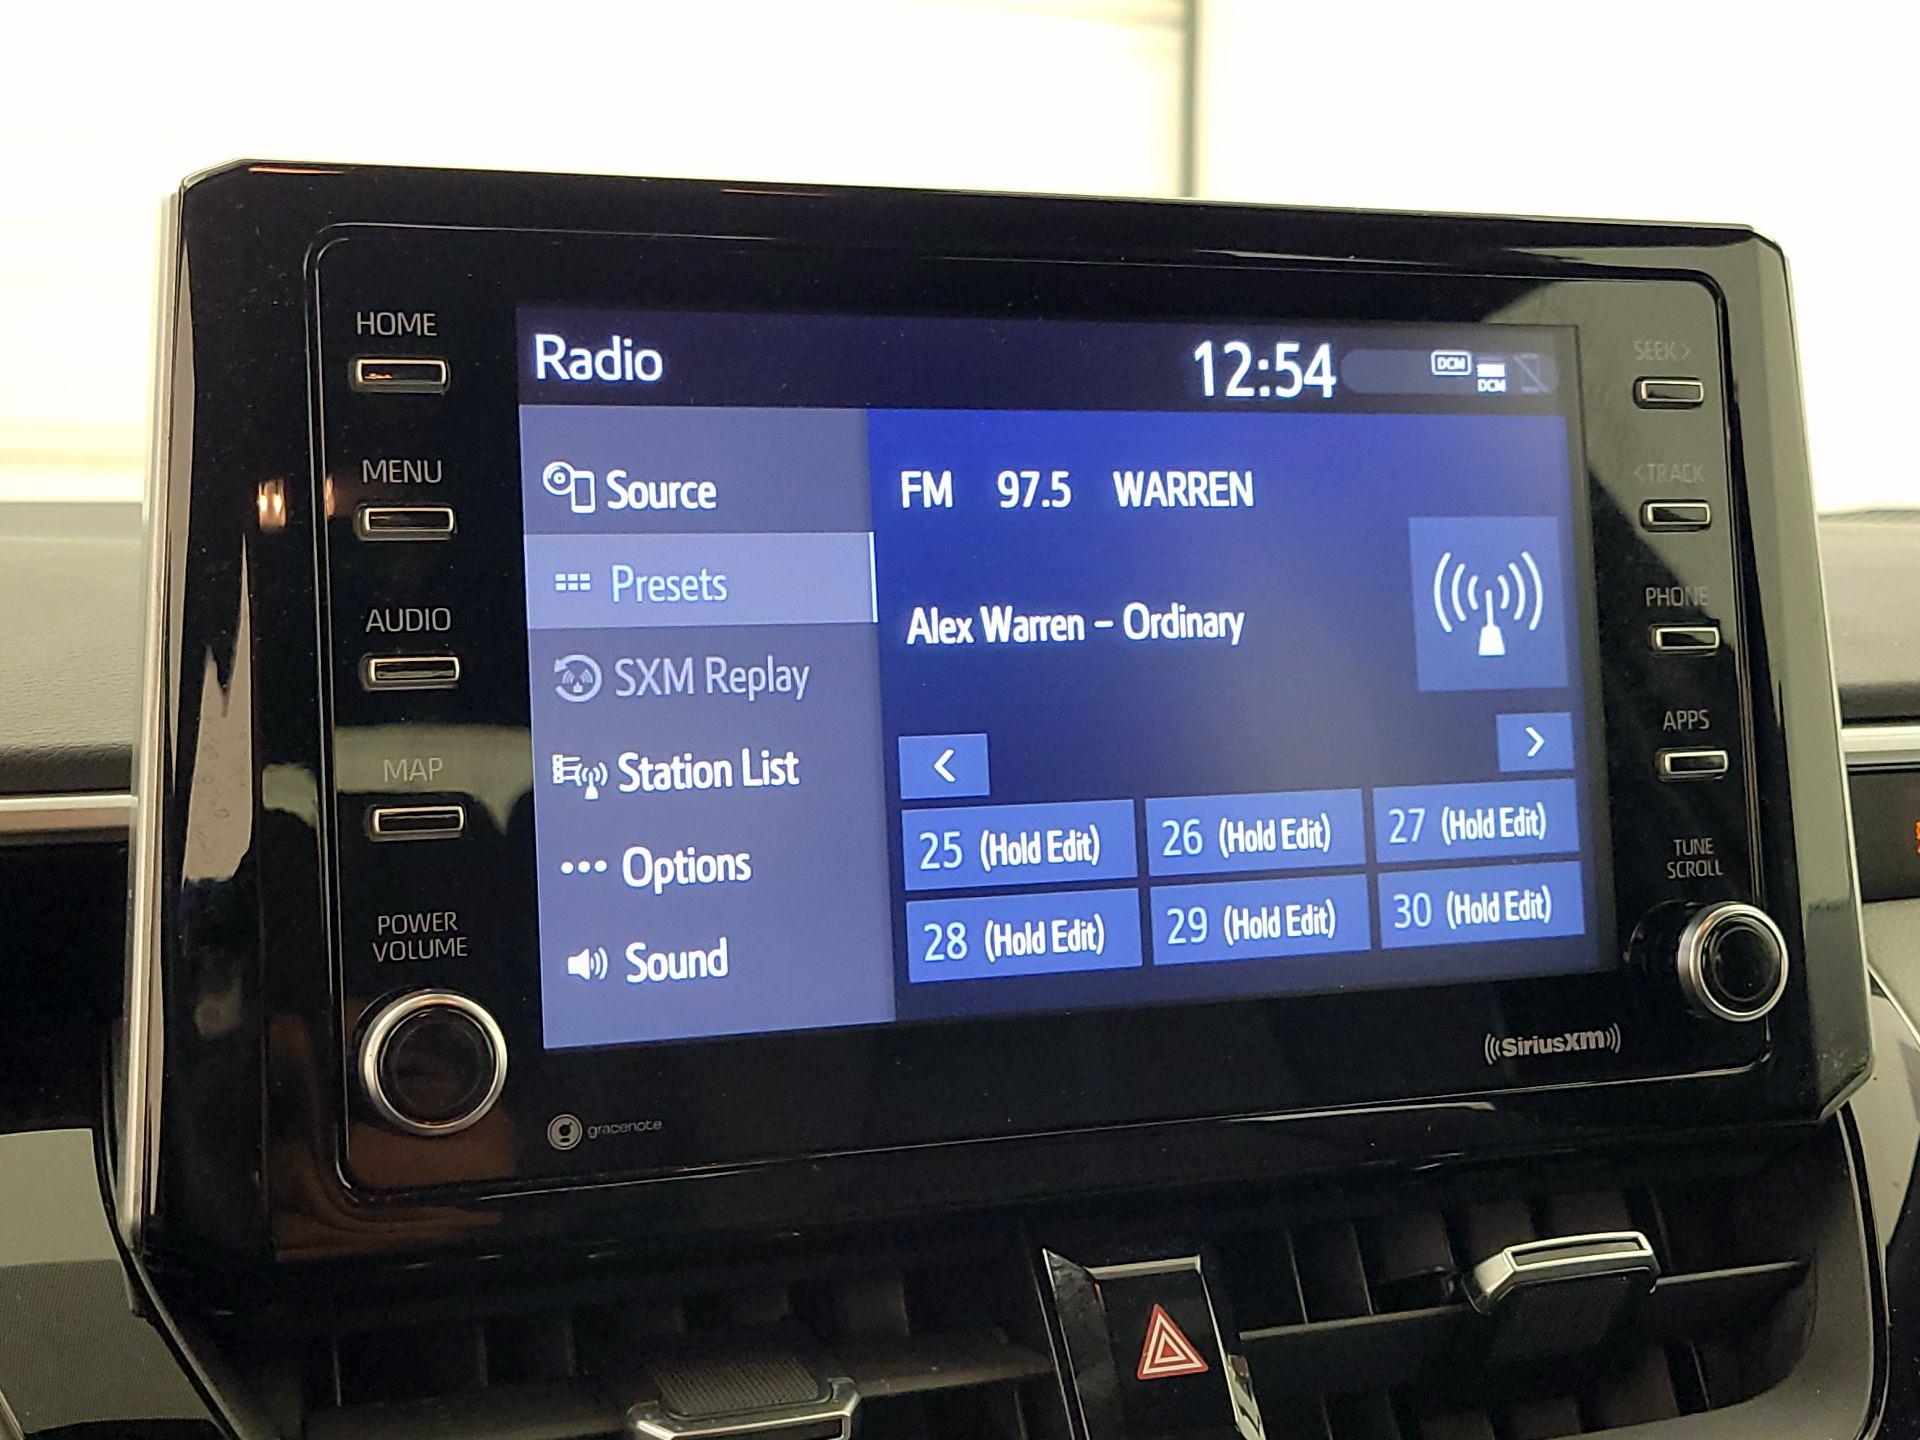 HOME
MENU
AUDIO
MAP
POWER
VOLUME
Radio
12:54
DCM
DCM
Source
Presets
SXM Replay
Station List
Options
Sound
FM 97.5 WARREN
Alex Warren – Ordinary
<
>
25 (Hold Edit)
26 (Hold Edit)
27 (Hold Edit)
28 (Hold Edit)
29 (Hold Edit)
30 (Hold Edit)
SEEK >
< TRACK
PHONE
APPS
TUNE
SCROLL
g gracenote
((SiriusXM))